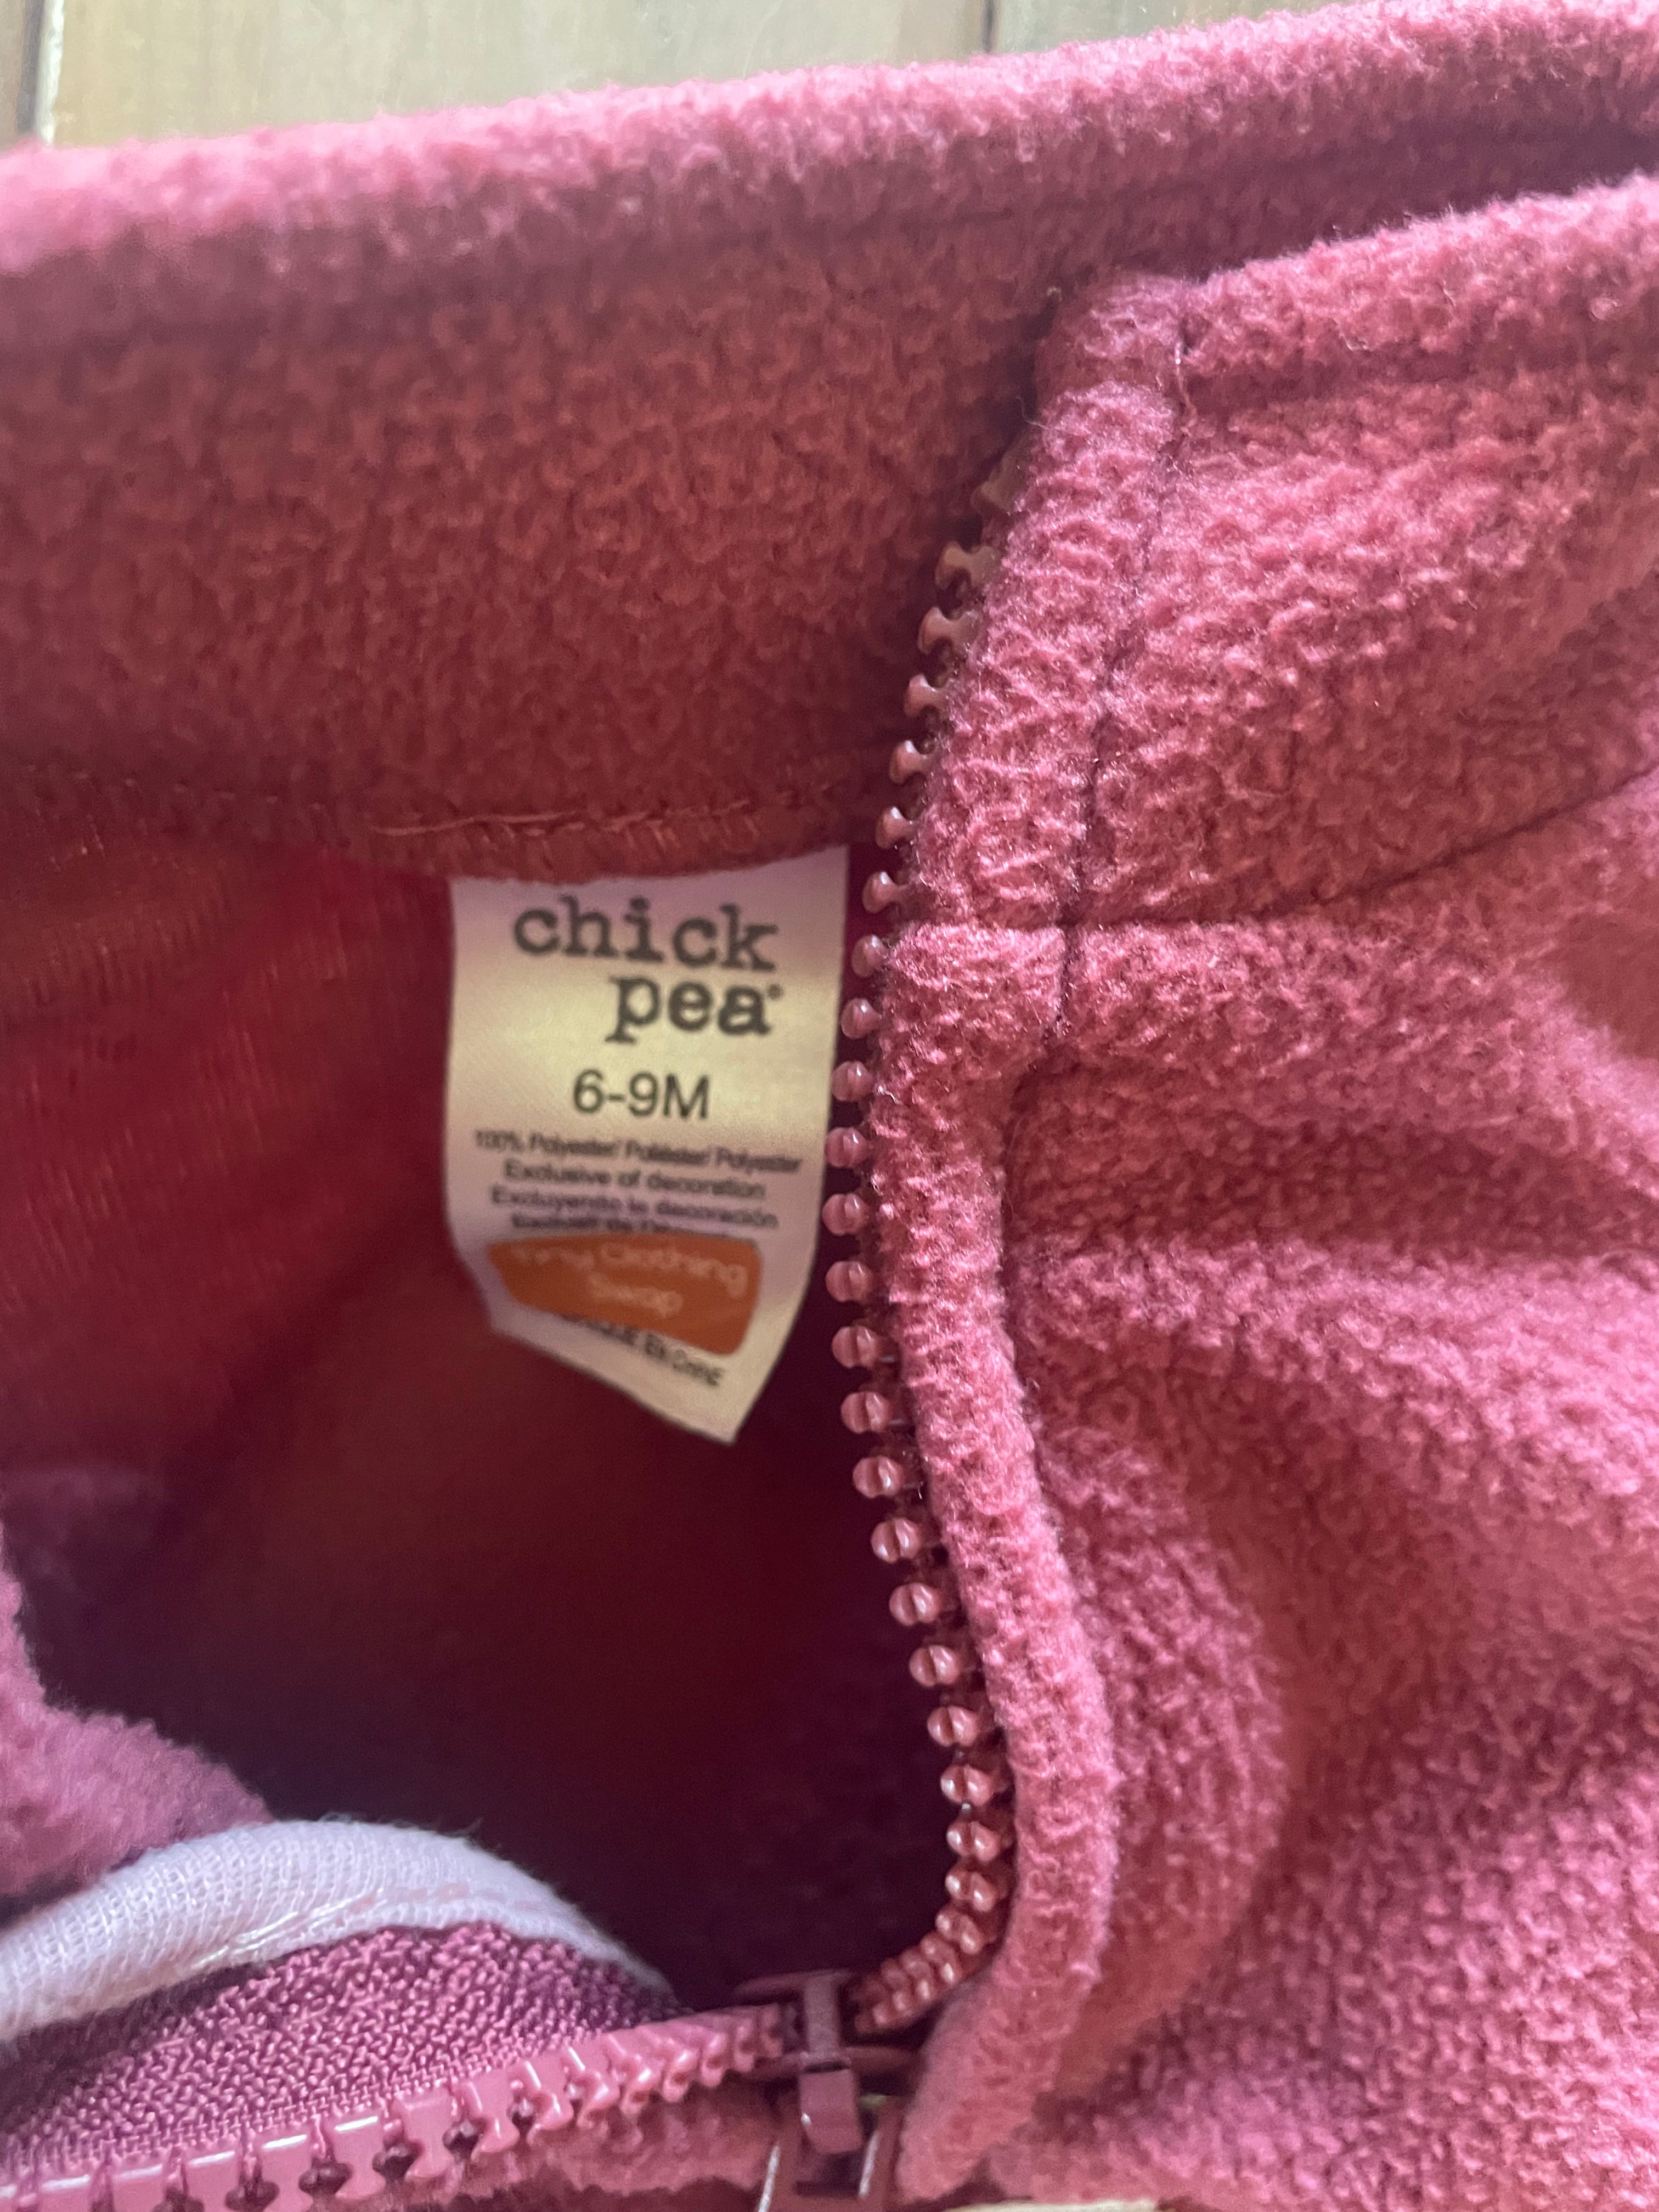 chick
pea®
6-9M
100% Polyester/ Poliéster/ Polyester
Exclusive of decoration
Excluyendo la decoración
Clothing
Swap